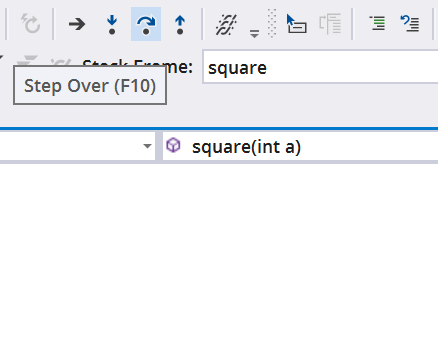 Stack Frame: square
Step Over (F10)
square(int a)